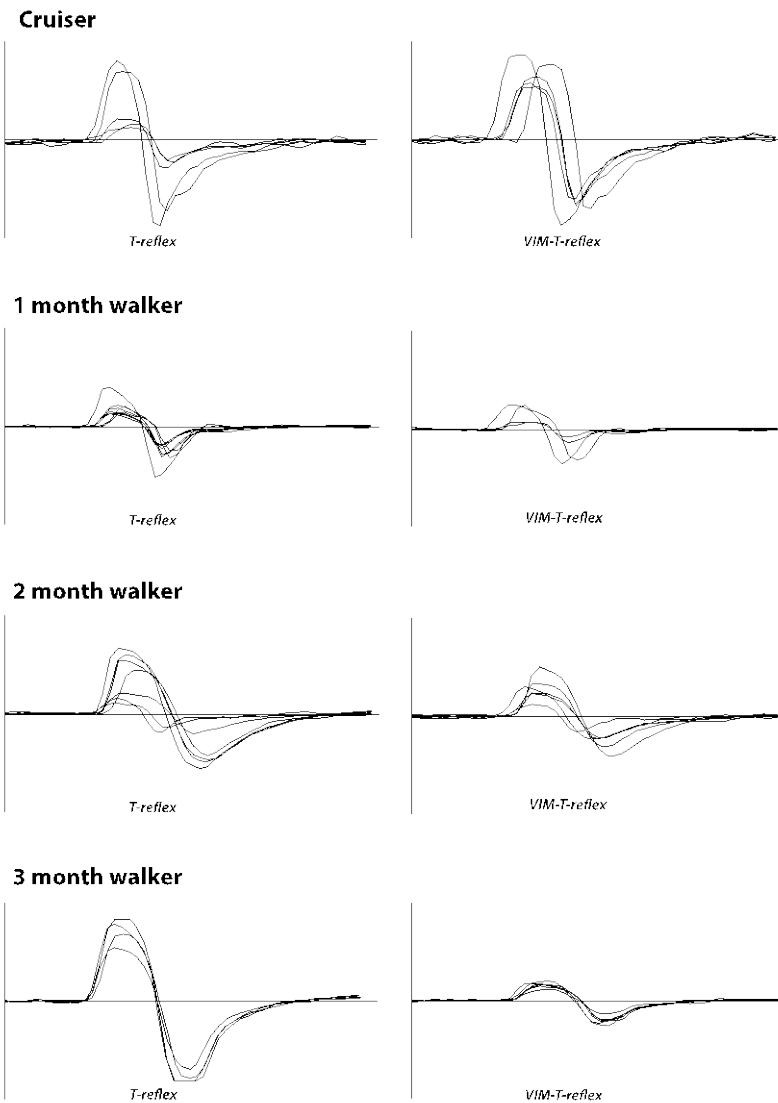 Cruiser
T-reflex
VIM-T-reflex
1 month walker
T-reflex
VIM-T-reflex
2 month walker
T-reflex
VIM-T-reflex
3 month walker
T-reflex
VIM-T-reflex